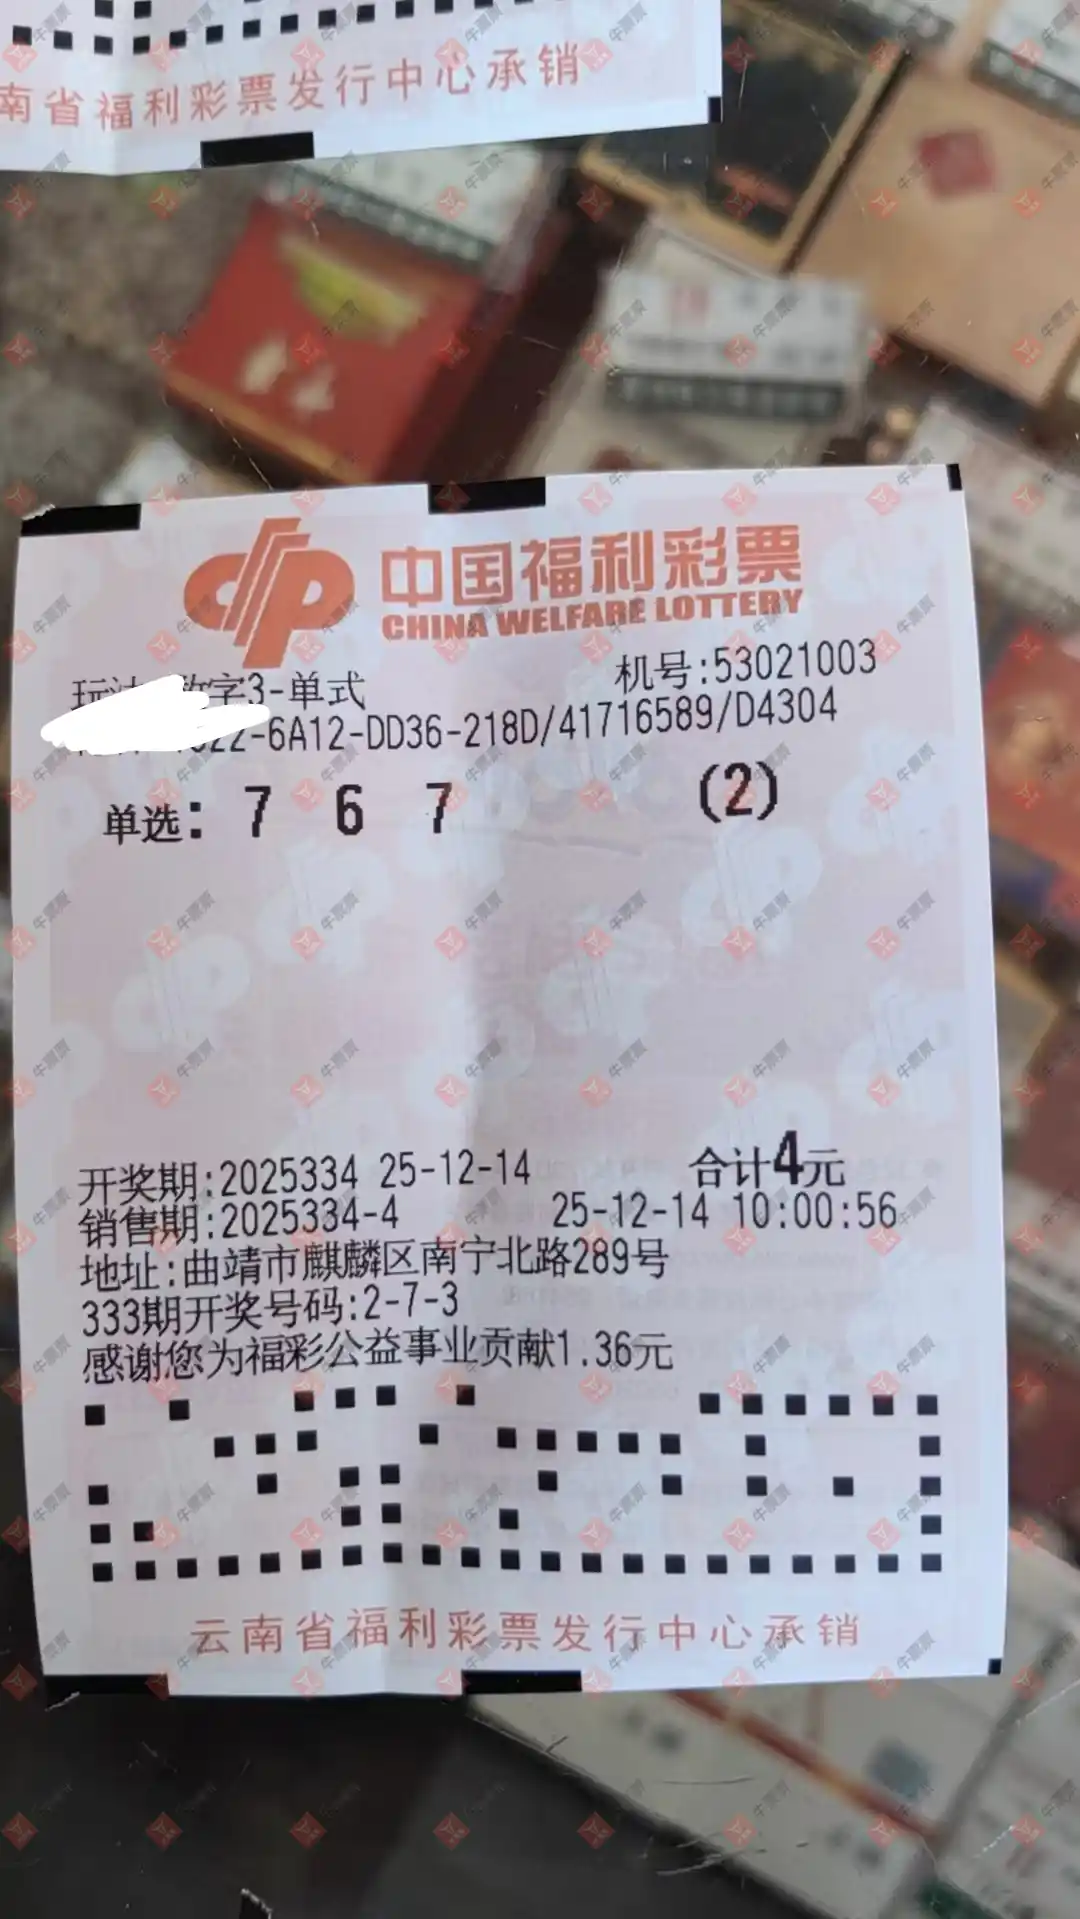 南省福利彩票发行中心承销
中国福利彩票
CHINA WELFARE LOTTERY
机号:53021003
数字3-单式
22-6A12-DD36-218D/41716589/D4304
单选: 7 6 7 (2)
开奖期:2025334 25-12-14 合计4元
销售期:2025334-4 25-12-14 10:00:56
地址:曲靖市麒麟区南宁北路289号
333期开奖号码:2-7-3
感谢您为福彩公益事业贡献1.36元
云南省福利彩票发行中心承销
牛票票